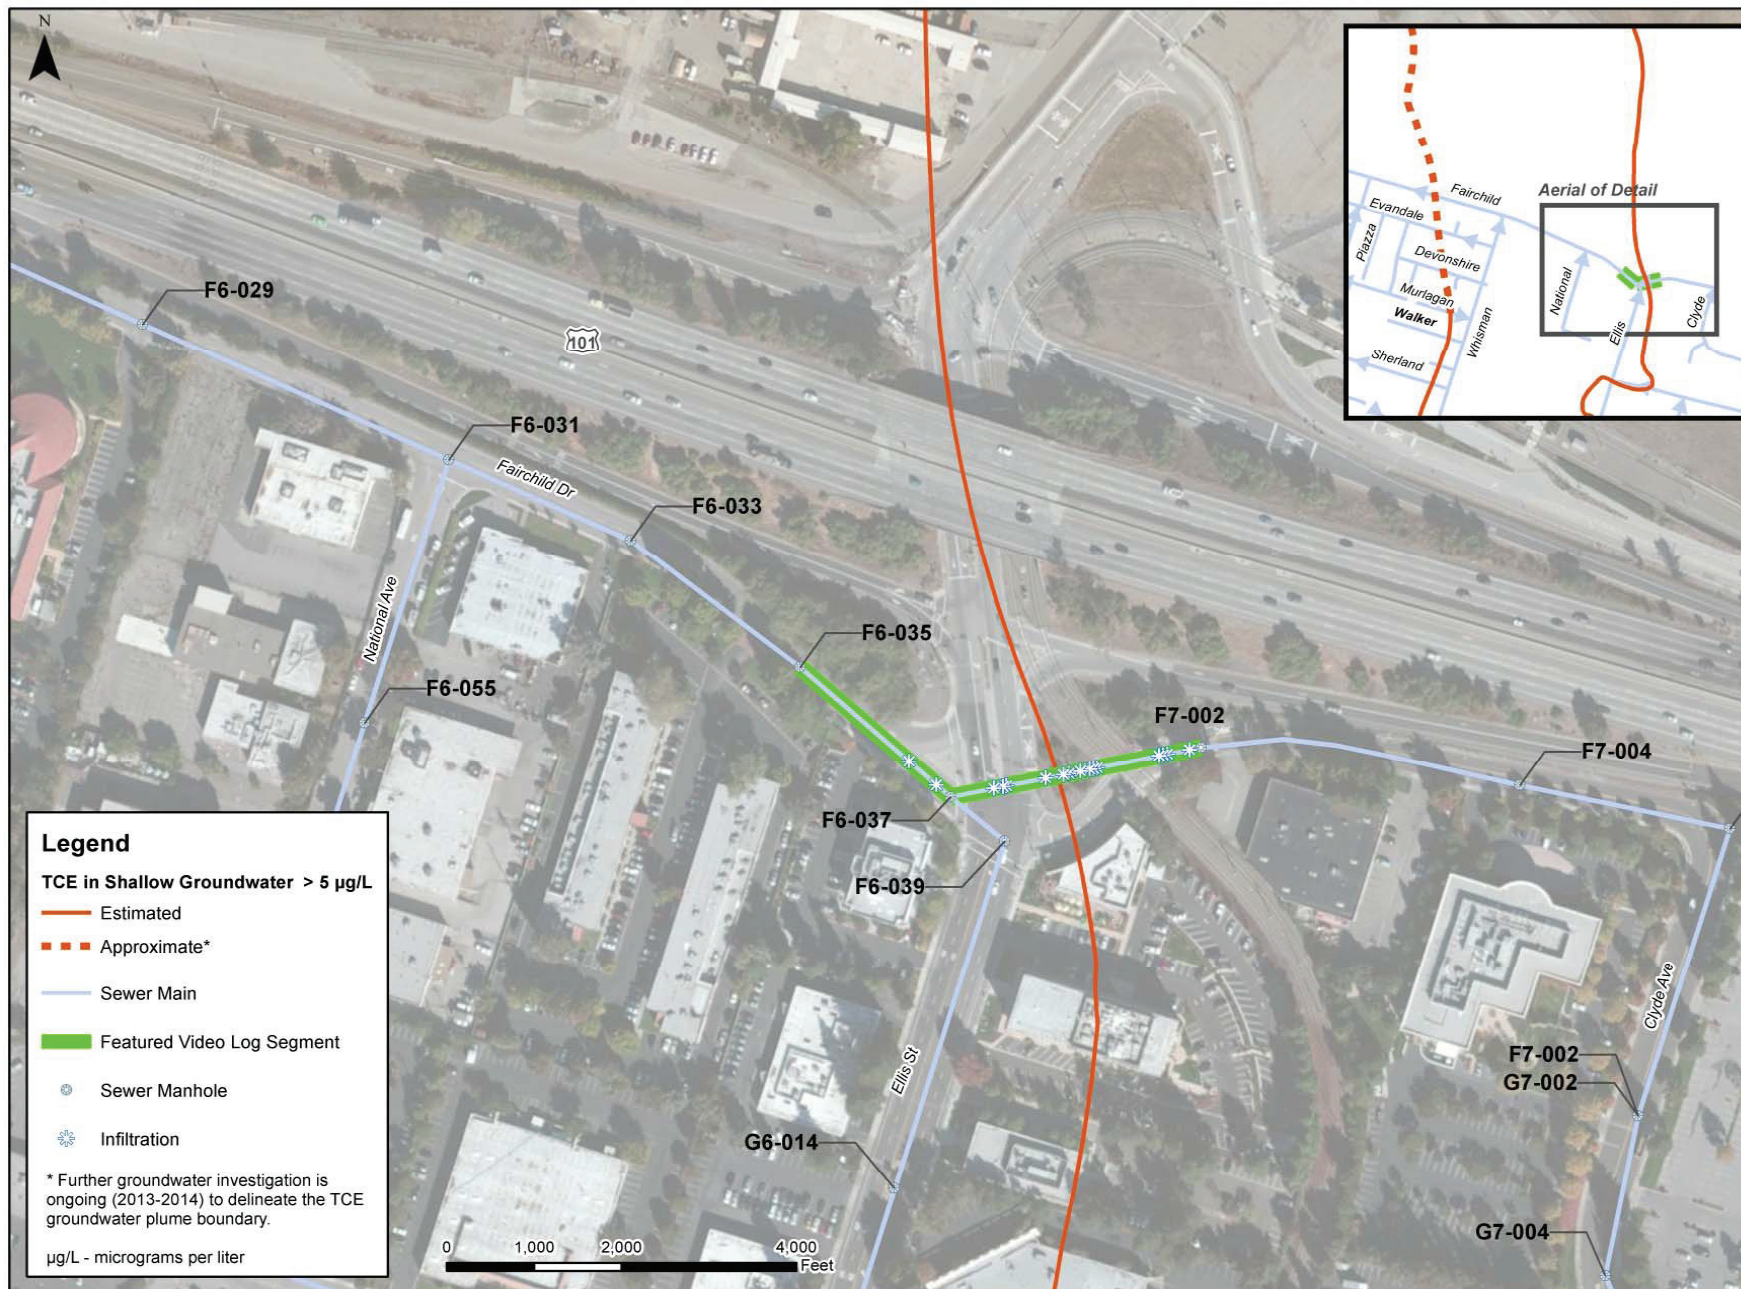 N
Aerial of Detail
Fairchild
Evandale
Piazza
Devonshire
Murlagan
Walker
Whisman
Sherland
National
Ellis
Clyde
F6-029
101
F6-031
Fairchild Dr
F6-033
F6-035
National Ave
F6-055
F7-002
F7-004
F6-037
F6-039
Ellis St
Clyde Ave
F7-002
G7-002
G6-014
G7-004
Legend
TCE in Shallow Groundwater > 5 µg/L
Estimated
Approximate*
Sewer Main
Featured Video Log Segment
Sewer Manhole
Infiltration
* Further groundwater investigation is
ongoing (2013-2014) to delineate the TCE
groundwater plume boundary.
µg/L - micrograms per liter
0 1,000 2,000 4,000
Feet